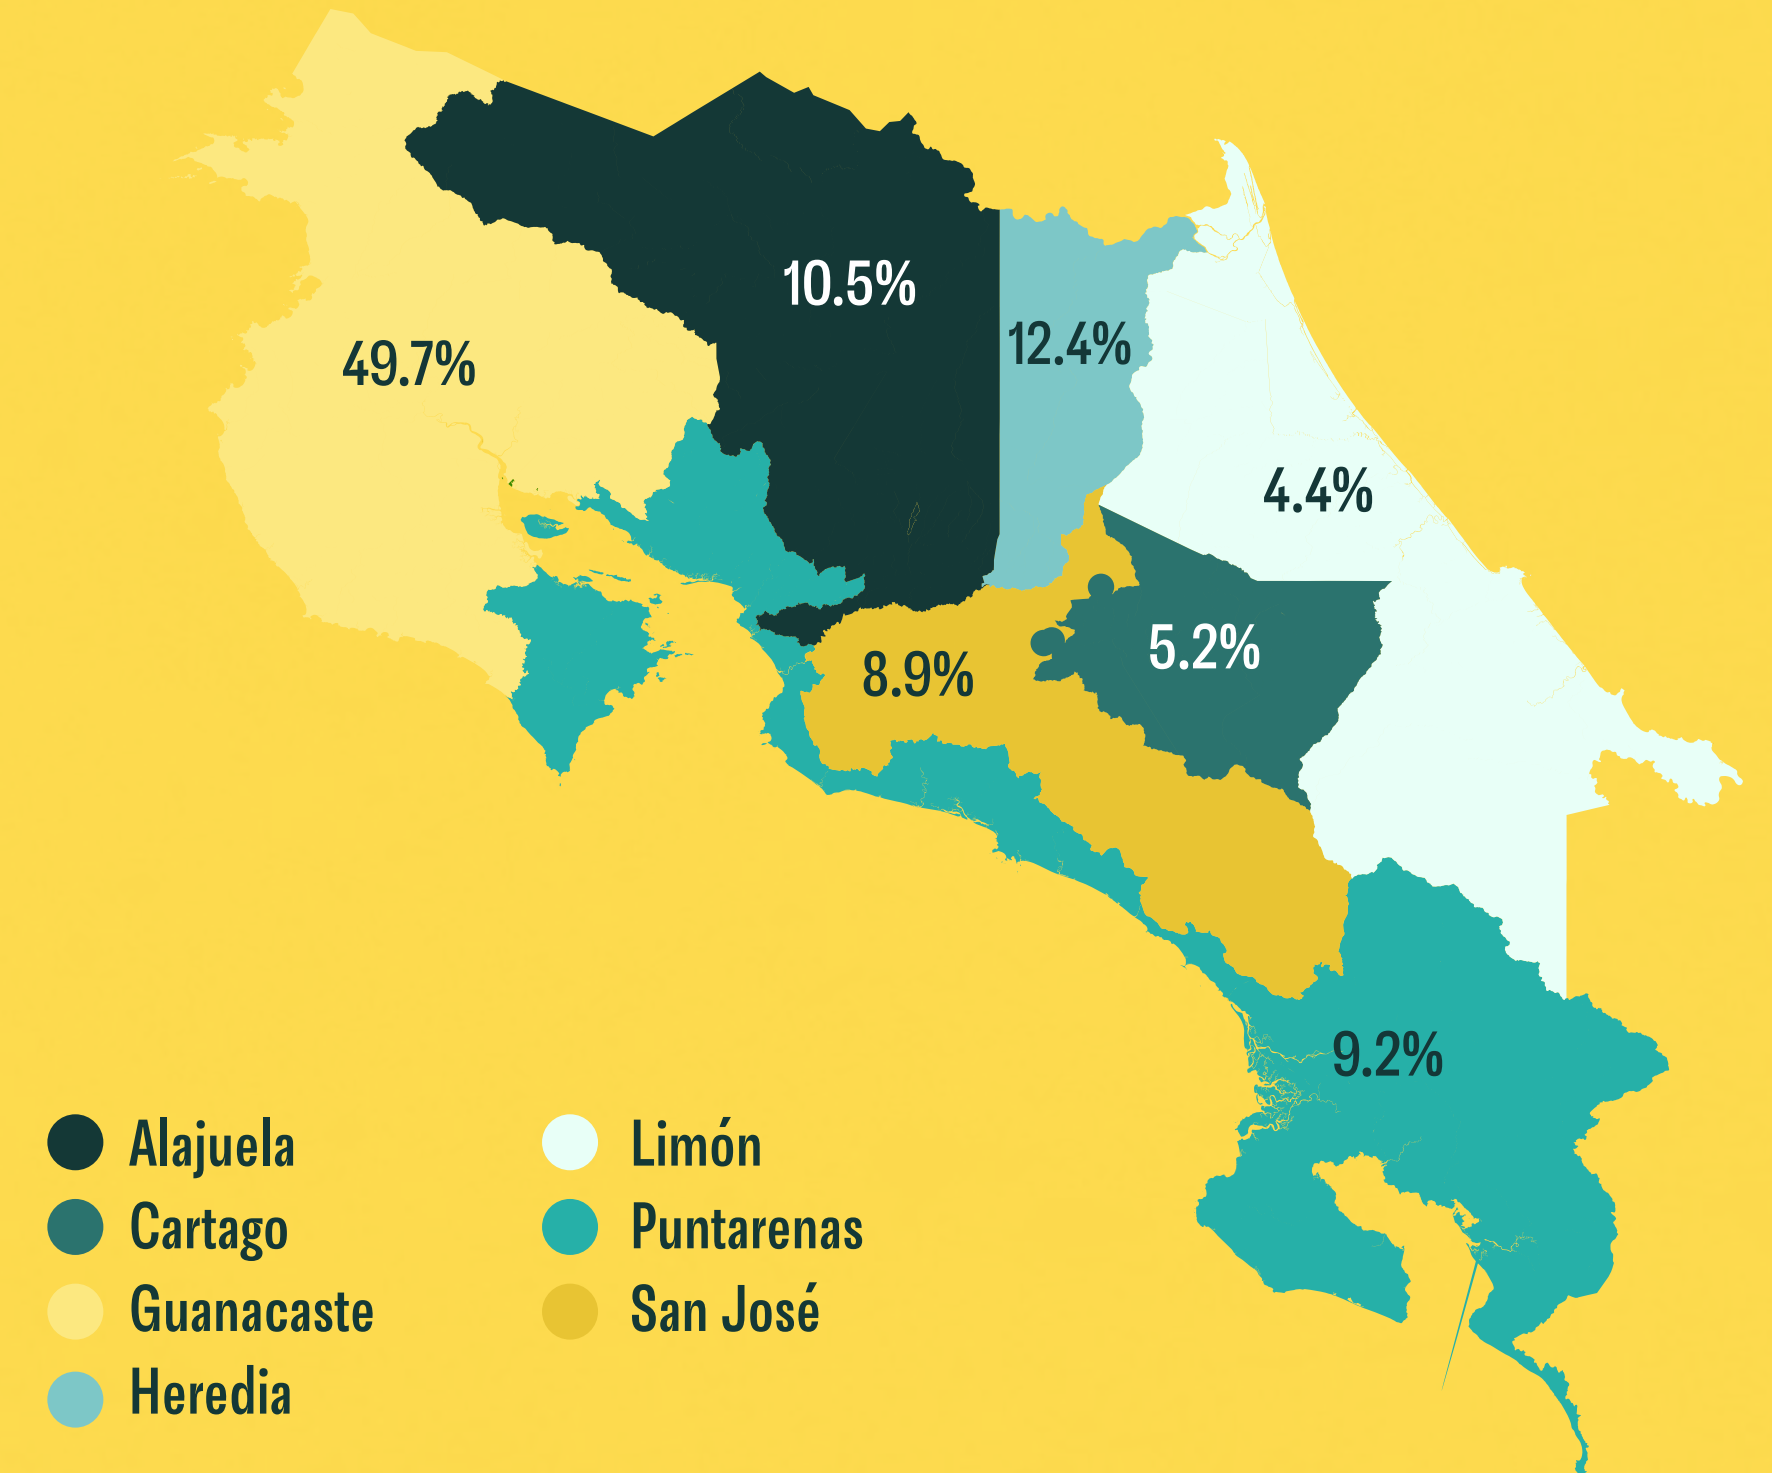 10.5%
12.4%
49.7%
4.4%
5.2%
8.9%
9.2%
Alajuela
Cartago
Guanacaste
Heredia
Limón
Puntarenas
San José